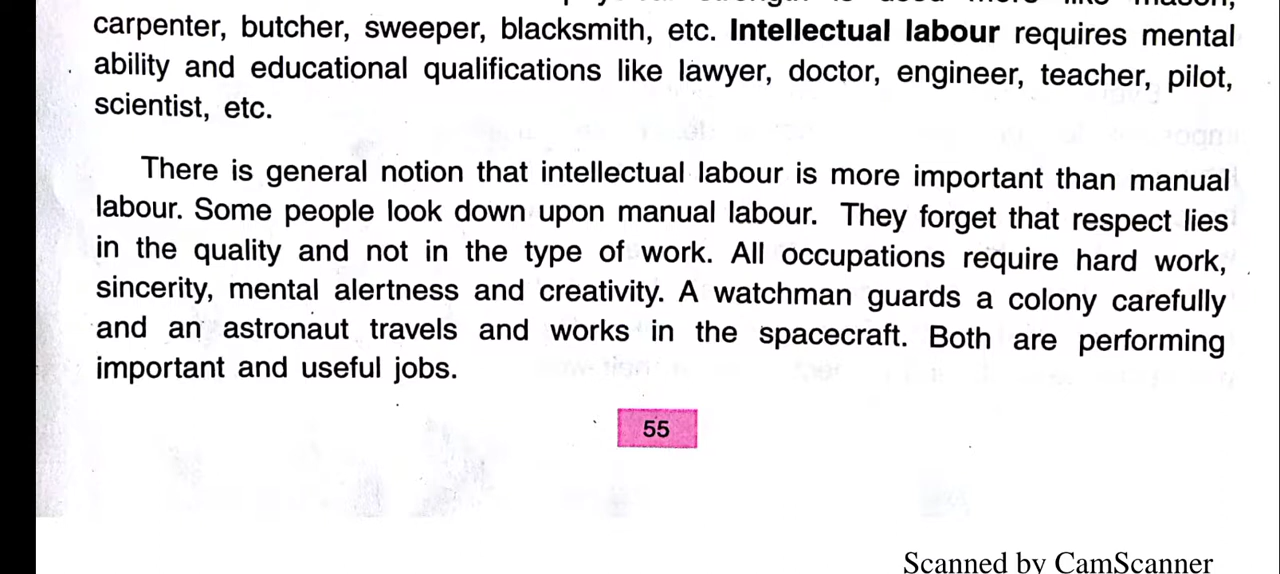 carpenter, butcher, sweeper, blacksmith, etc. Intellectual labour requires mental
ability and educational qualifications like lawyer, doctor, engineer, teacher, pilot,
scientist, etc.
There is general notion that intellectual labour is more important than manual
labour. Some people look down upon manual labour. They forget that respect lies
in the quality and not in the type of work. All occupations require hard work,
sincerity, mental alertness and creativity. A watchman guards a colony carefully
and an astronaut travels and works in the spacecraft. Both are performing
important and useful jobs.
55
Scanned by CamScanner